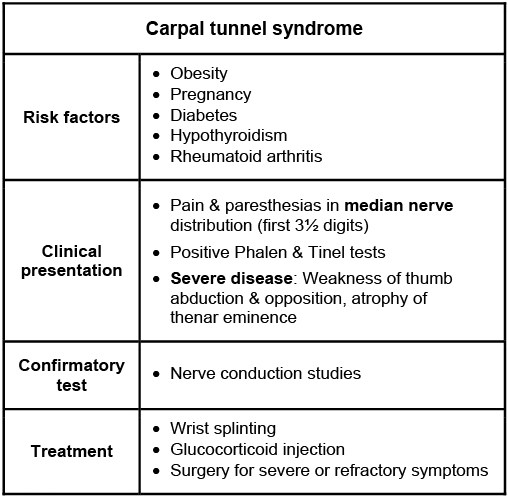 Carpal tunnel syndrome
Risk factors
• Obesity
• Pregnancy
• Diabetes
• Hypothyroidism
• Rheumatoid arthritis
Clinical
presentation
• Pain & paresthesias in median nerve
distribution (first 3½ digits)
• Positive Phalen & Tinel tests
• Severe disease: Weakness of thumb
abduction & opposition, atrophy of
thenar eminence
Confirmatory
test
• Nerve conduction studies
Treatment
• Wrist splinting
• Glucocorticoid injection
• Surgery for severe or refractory symptoms